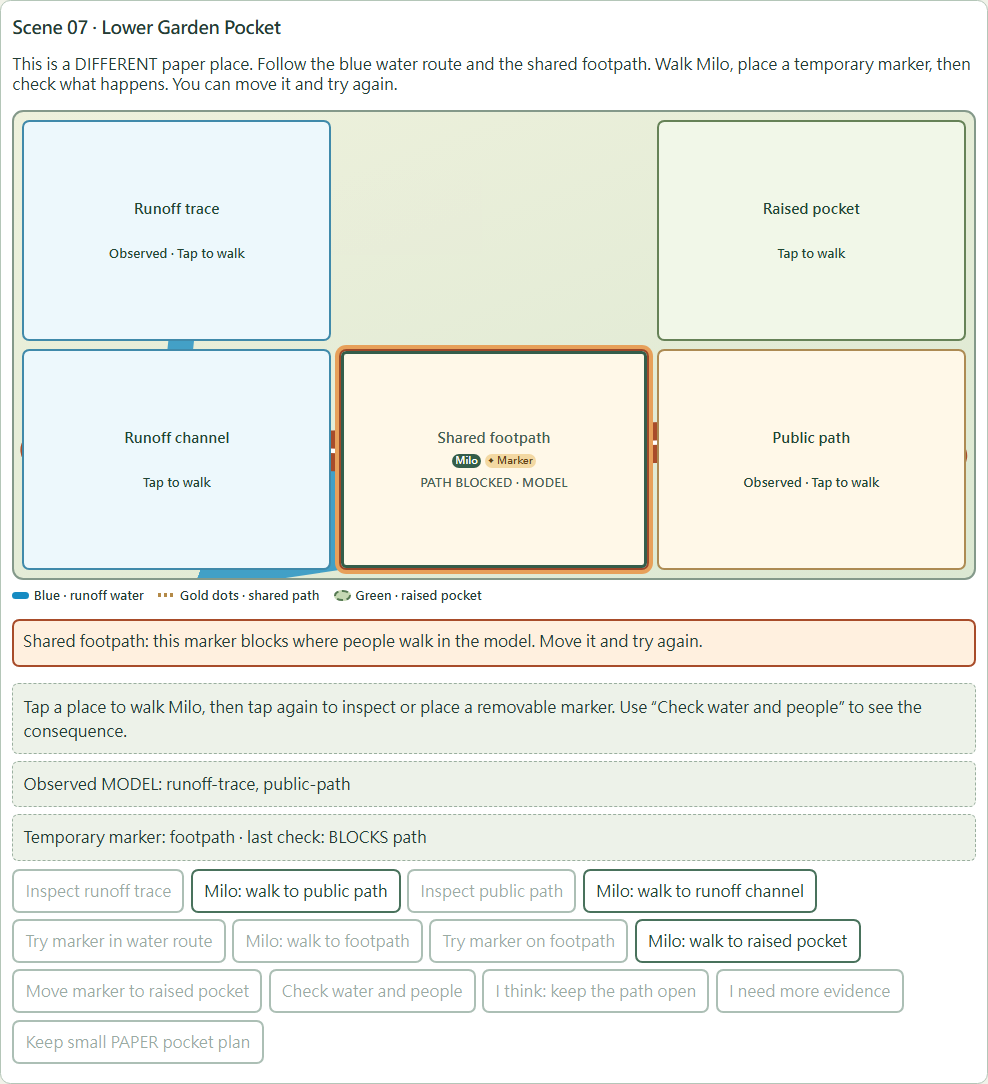 Scene 07 · Lower Garden Pocket
This is a DIFFERENT paper place. Follow the blue water route and the shared footpath. Walk Milo, place a temporary marker, then
check what happens. You can move it and try again.
Runoff trace
Observed · Tap to walk
Raised pocket
Tap to walk
Runoff channel
Tap to walk
Shared footpath
Milo ✦ Marker
PATH BLOCKED · MODEL
Public path
Observed · Tap to walk
Blue · runoff water Gold dots · shared path Green · raised pocket
Shared footpath: this marker blocks where people walk in the model. Move it and try again.
Tap a place to walk Milo, then tap again to inspect or place a removable marker. Use “Check water and people” to see the
consequence.
Observed MODEL: runoff-trace, public-path
Temporary marker: footpath · last check: BLOCKS path
Inspect runoff trace Milo: walk to public path Inspect public path Milo: walk to runoff channel
Try marker in water route Milo: walk to footpath Try marker on footpath Milo: walk to raised pocket
Move marker to raised pocket Check water and people I think: keep the path open I need more evidence
Keep small PAPER pocket plan